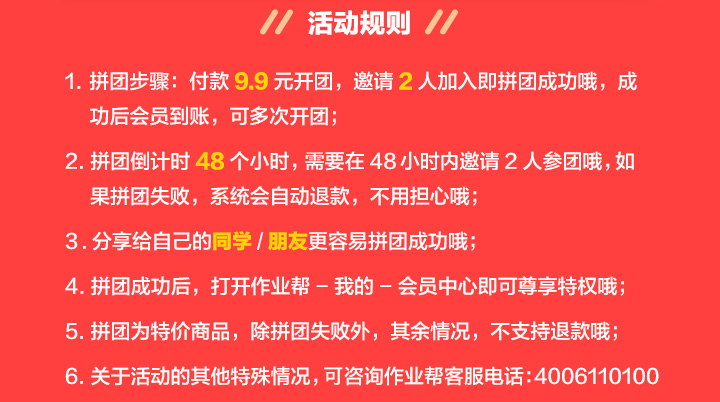 活动规则
1. 拼团步骤：付款 9.9 元开团，邀请 2 人加入即拼团成功哦，成
功后会员到账，可多次开团；
2. 拼团倒计时 48 个小时，需要在 48 小时内邀请 2 人参团哦，如
果拼团失败，系统会自动退款，不用担心哦；
3. 分享给自己的同学 / 朋友更容易拼团成功哦；
4. 拼团成功后，打开作业帮 – 我的 – 会员中心即可尊享特权哦；
5. 拼团为特价商品，除拼团失败外，其余情况，不支持退款哦；
6. 关于活动的其他特殊情况，可咨询作业帮客服电话：4006110100